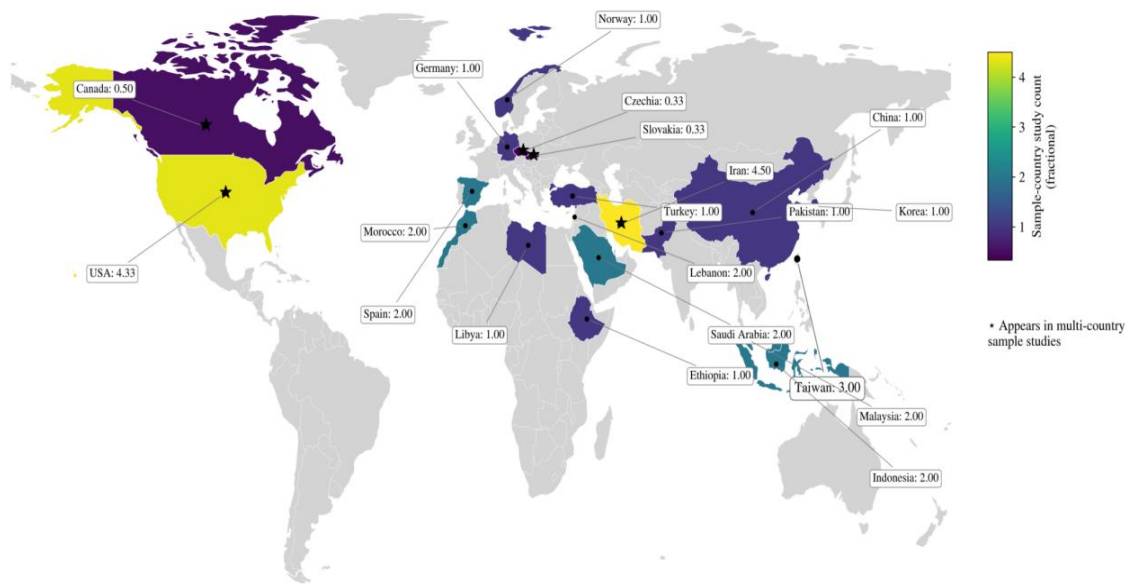 Norway: 1.00
Germany: 1.00
Canada: 0.50
Czechia: 0.33
China: 1.00
Slovakia: 0.33
Iran: 4.50
Turkey: 1.00
Pakistan: 1.00
Korea: 1.00
Morocco: 2.00
USA: 4.33
Lebanon: 2.00
Spain: 2.00
Libya: 1.00
Saudi Arabia: 2.00
Ethiopia: 1.00
Taiwan: 3.00
Malaysia: 2.00
Indonesia: 2.00
4
3
2
1
Sample-country study count
(fractional)
★ Appears in multi-country
sample studies